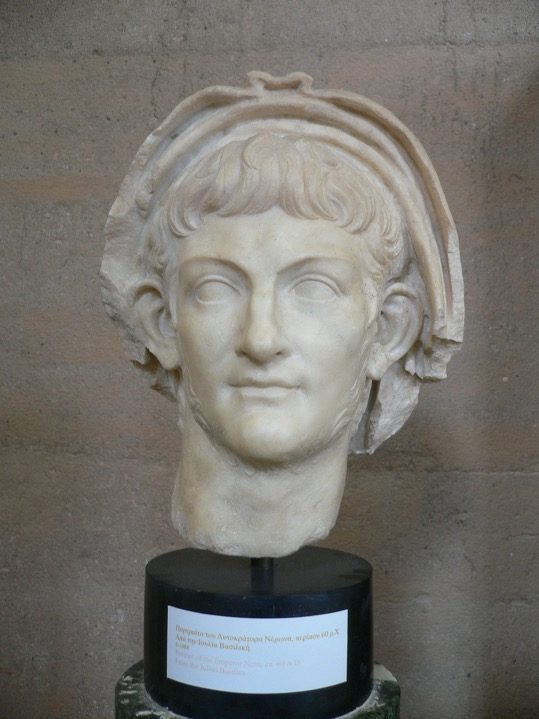 Πορτραίτο του Αυτοκράτορα Νέρωνα, περίπου 60 μ.Χ.
Από την Ιουλία Βασιλική.
Portrait of the Emperor Nero, ca. 60 A.D.
From the Julian Basilica.